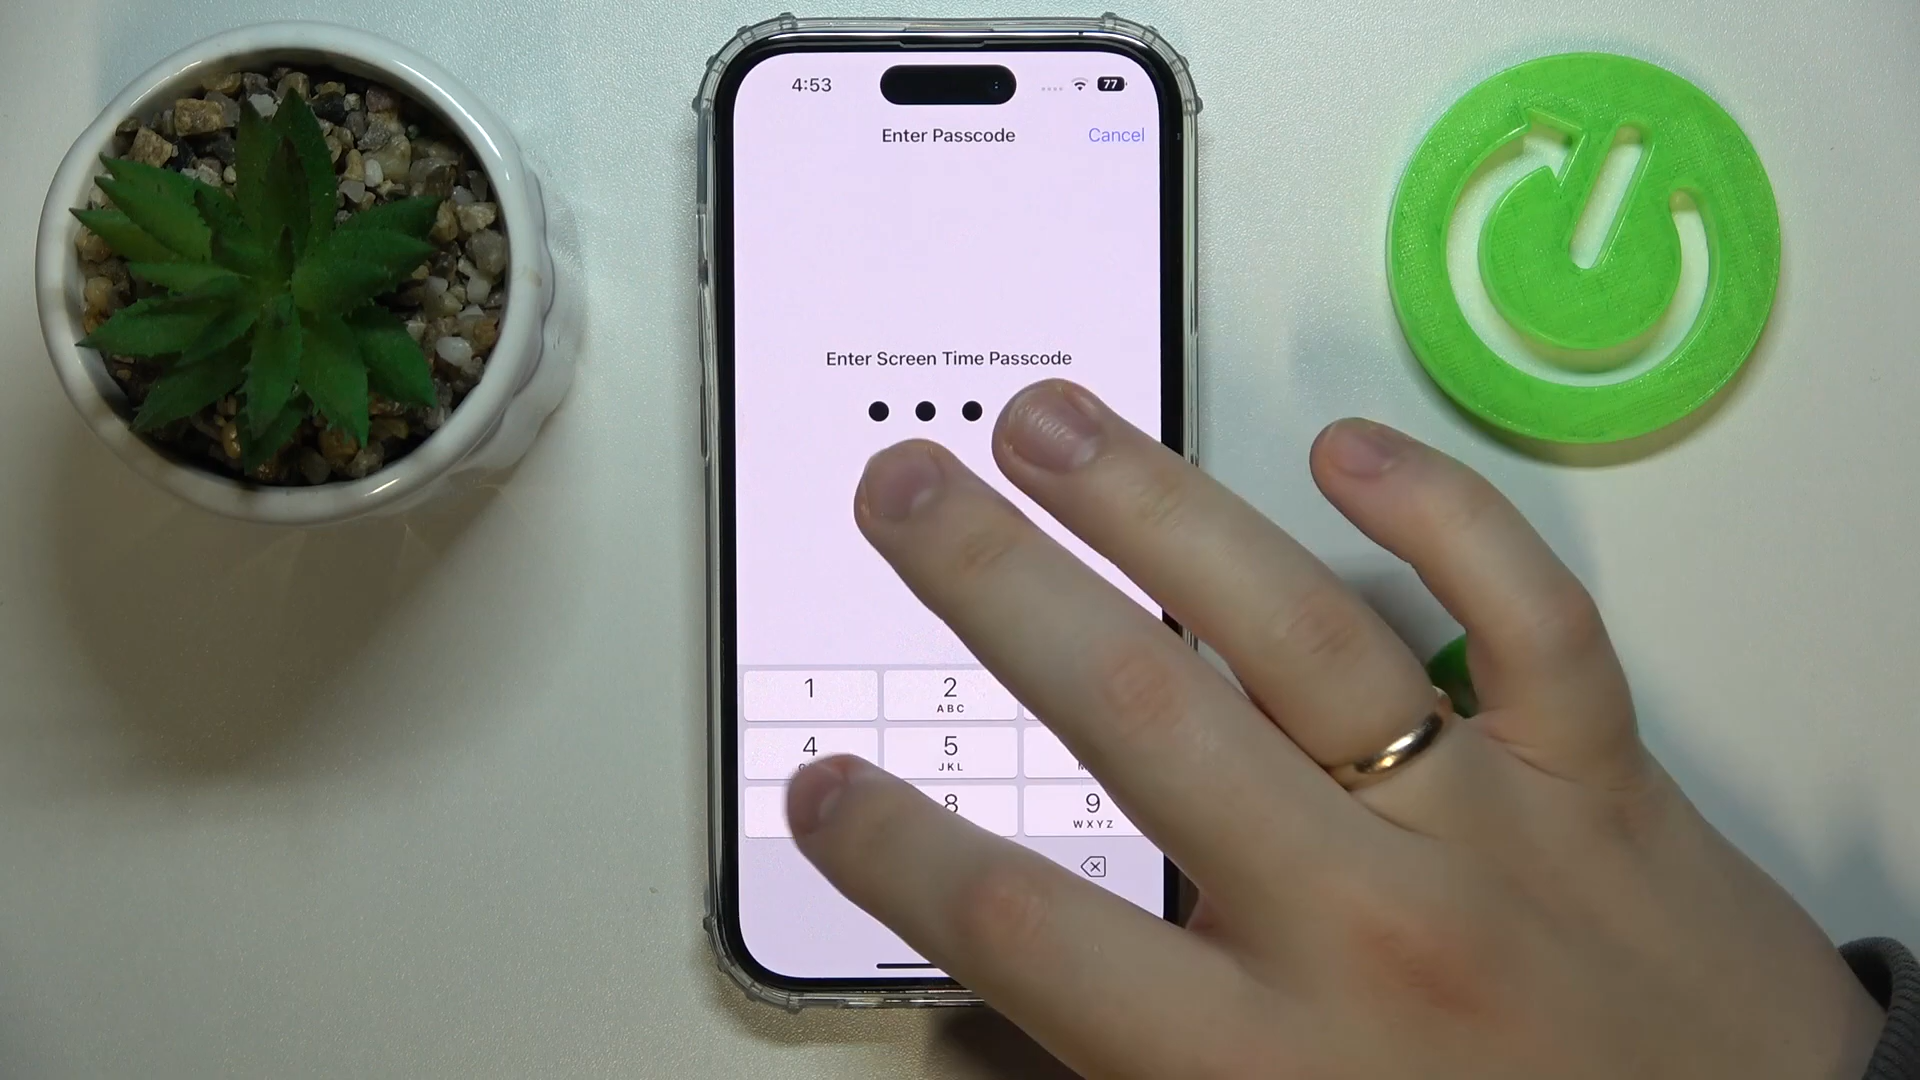 4:53
77
Enter Passcode
Cancel
Enter Screen Time Passcode
1
2
ABC
4
5
JKL
8
9
WXYZ